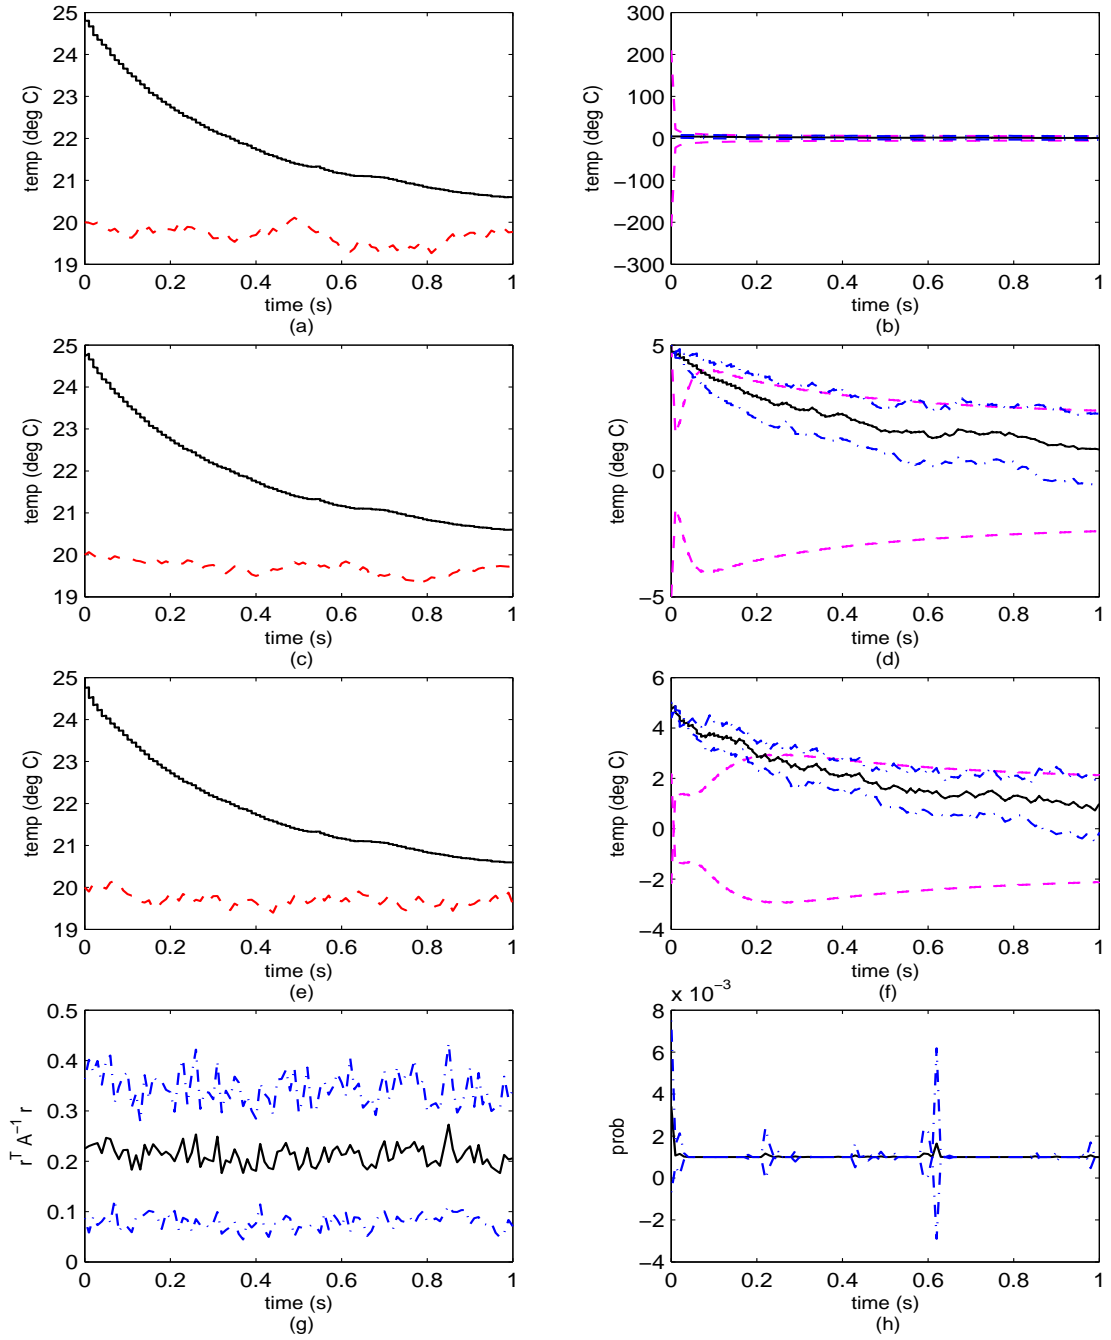 25
24
23
22
21
20
19
temp (deg C)
0 0.2 0.4 0.6 0.8 1
time (s)
(a)
300
200
100
0
−100
−200
−300
temp (deg C)
0 0.2 0.4 0.6 0.8 1
time (s)
(b)
25
24
23
22
21
20
19
temp (deg C)
0 0.2 0.4 0.6 0.8 1
time (s)
(c)
5
0
−5
temp (deg C)
0 0.2 0.4 0.6 0.8 1
time (s)
(d)
25
24
23
22
21
20
19
temp (deg C)
0 0.2 0.4 0.6 0.8 1
time (s)
(e)
6
4
2
0
−2
−4
temp (deg C)
0 0.2 0.4 0.6 0.8 1
time (s)
(f)
0.5
0.4
0.3
0.2
0.1
0
r^T A^−1 r
0 0.2 0.4 0.6 0.8 1
time (s)
(g)
x 10^−3
8
6
4
2
0
−2
−4
prob
0 0.2 0.4 0.6 0.8 1
time (s)
(h)